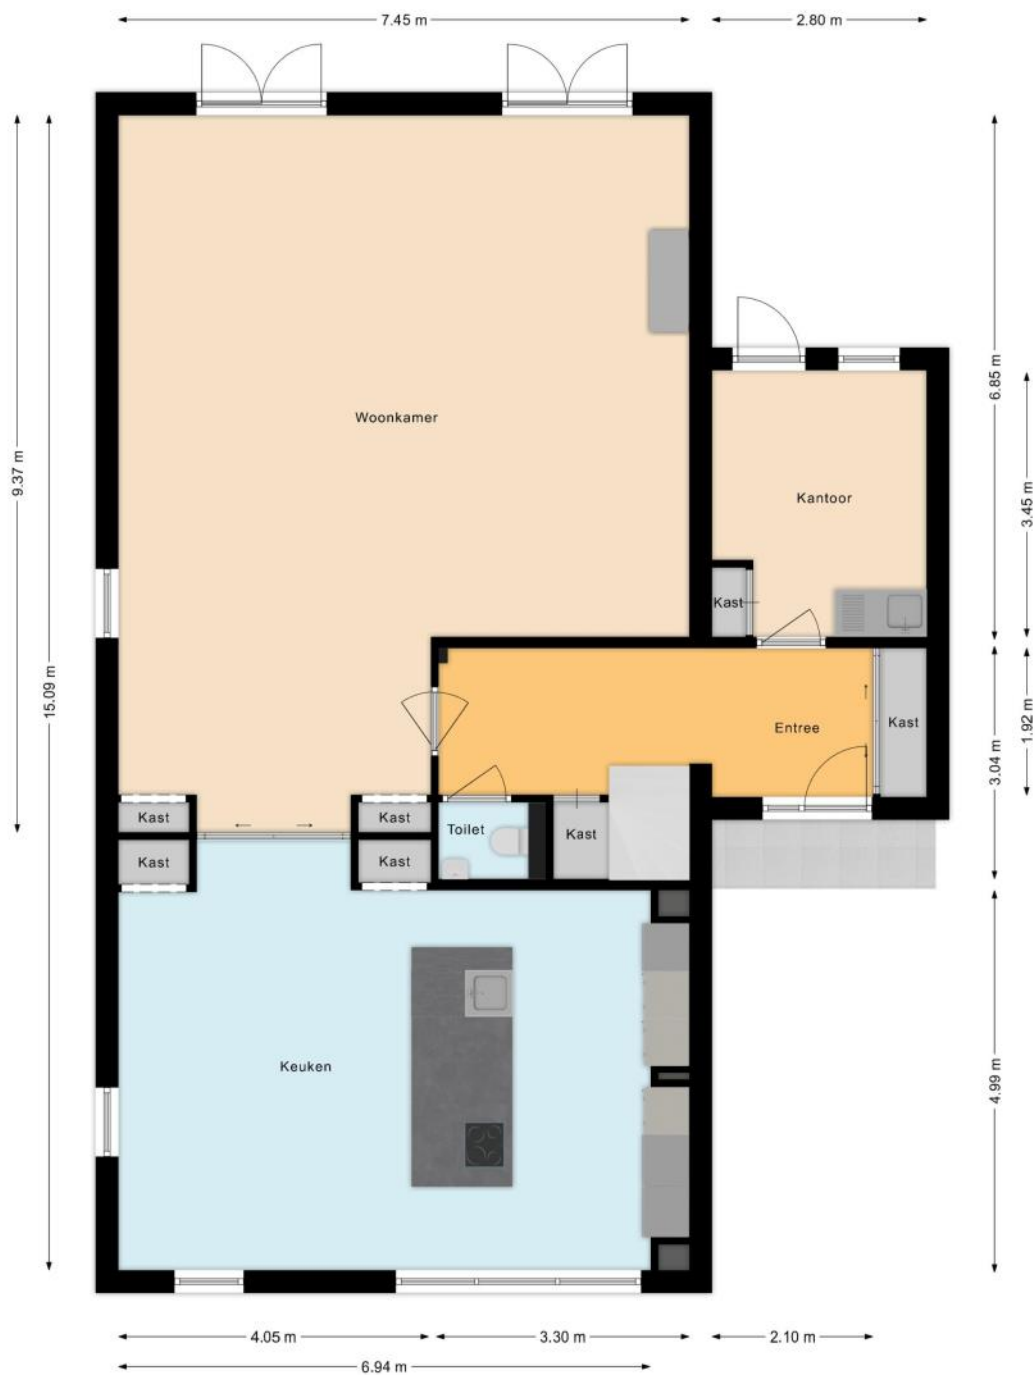 7.45 m
2.80 m
9.37 m
15.09 m
6.85 m
3.45 m
Woonkamer
Kantoor
Kast
3.04 m
1.92 m
Entree
Kast
Kast
Kast
Toilet
Kast
Kast
Kast
Keuken
4.99 m
4.05 m
3.30 m
2.10 m
6.94 m